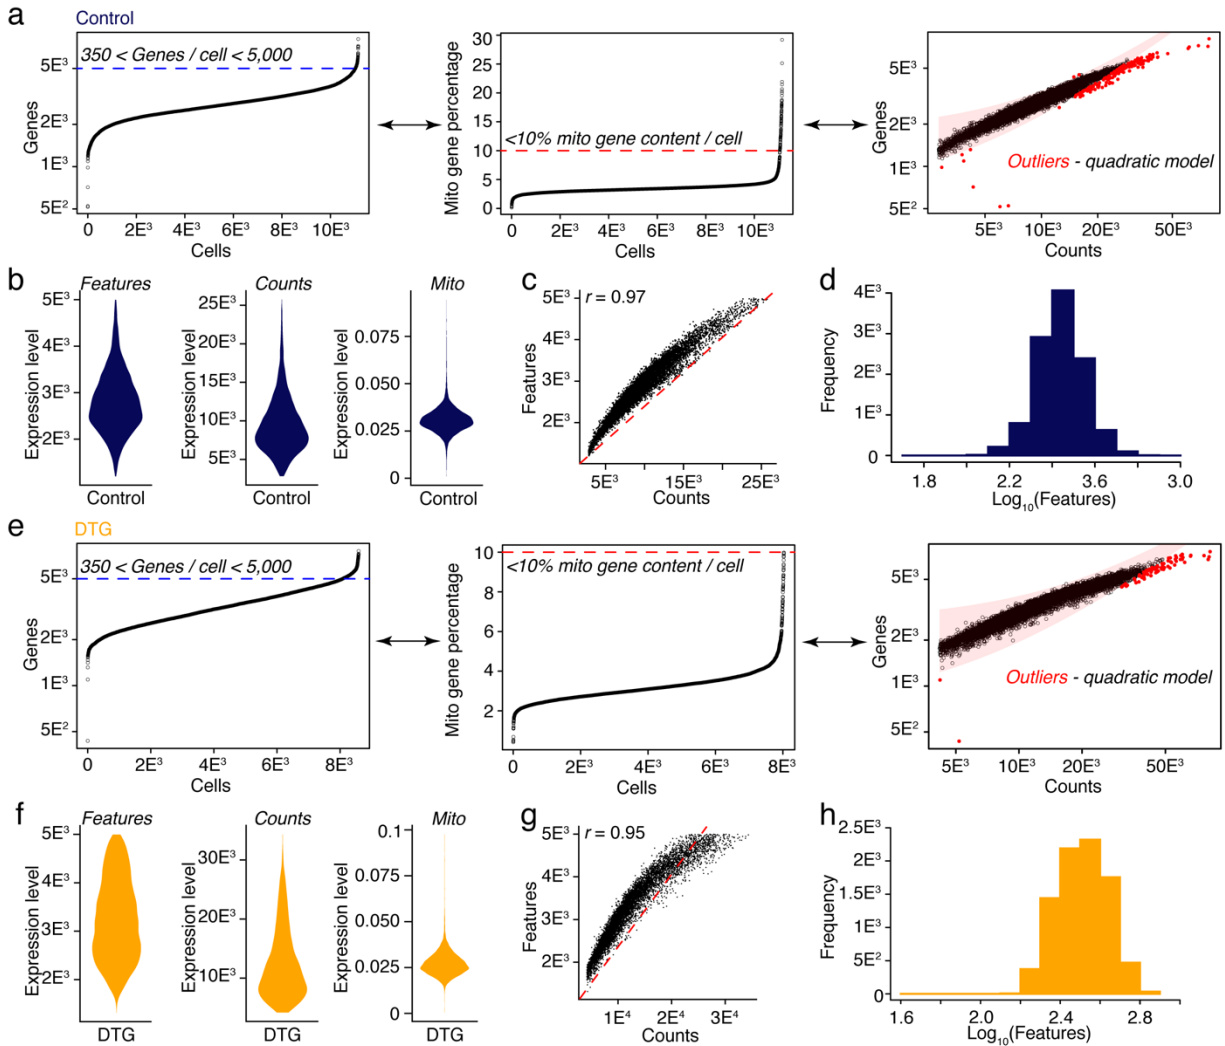 a
Control
350 < Genes / cell < 5,000
5E³
2E³
1E³
5E²
Genes
0
2E³
4E³
6E³
8E³
10E³
Cells
30
25
20
15
10
5
0
Mito gene percentage
<10% mito gene content / cell
0
2E³
4E³
6E³
8E³
10E³
Cells
5E³
2E³
1E³
5E²
Genes
Outliers - quadratic model
5E³
10E³
20E³
50E³
Counts
b
Features
5E³
4E³
3E³
2E³
Expression level
Control
Counts
25E³
20E³
15E³
10E³
5E³
Expression level
Control
Mito
0.075
0.050
0.025
0
Expression level
Control
c
r = 0.97
5E³
4E³
3E³
2E³
Features
5E³
15E³
25E³
Counts
d
4E³
3E³
2E³
1E³
0
Frequency
1.8
2.2
3.6
3.0
Log₁₀(Features)
e
DTG
350 < Genes / cell < 5,000
5E³
2E³
1E³
5E²
Genes
0
2E³
4E³
6E³
8E³
Cells
10
8
6
4
2
Mito gene percentage
<10% mito gene content / cell
0
2E³
4E³
6E³
8E³
Cells
5E³
2E³
1E³
5E²
Genes
Outliers - quadratic model
5E³
10E³
20E³
50E³
Counts
f
Features
5E³
4E³
3E³
2E³
Expression level
DTG
Counts
30E³
20E³
10E³
Expression level
DTG
Mito
0.1
0.075
0.050
0.025
0
Expression level
DTG
g
r = 0.95
5E³
4E³
3E³
2E³
Features
1E⁴
2E⁴
3E⁴
Counts
h
2.5E³
2E³
1.5E³
1E³
5E²
0
Frequency
1.6
2.0
2.4
2.8
Log₁₀(Features)